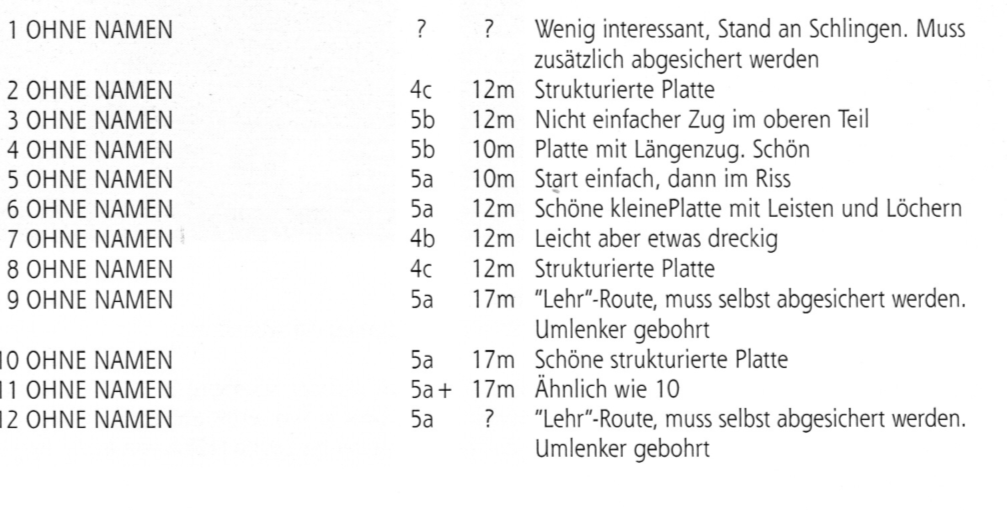 1 OHNE NAMEN ? ? Wenig interessant, Stand an Schlingen. Muss
zusätzlich abgesichert werden
2 OHNE NAMEN 4c 12m Strukturierte Platte
3 OHNE NAMEN 5b 12m Nicht einfacher Zug im oberen Teil
4 OHNE NAMEN 5b 10m Platte mit Längenzug. Schön
5 OHNE NAMEN 5a 10m Start einfach, dann im Riss
6 OHNE NAMEN 5a 12m Schöne kleinePlatte mit Leisten und Löchern
7 OHNE NAMEN 4b 12m Leicht aber etwas dreckig
8 OHNE NAMEN 4c 12m Strukturierte Platte
9 OHNE NAMEN 5a 17m "Lehr"-Route, muss selbst abgesichert werden.
Umlenker gebohrt
10 OHNE NAMEN 5a 17m Schöne strukturierte Platte
11 OHNE NAMEN 5a+ 17m Ähnlich wie 10
12 OHNE NAMEN 5a ? "Lehr"-Route, muss selbst abgesichert werden.
Umlenker gebohrt